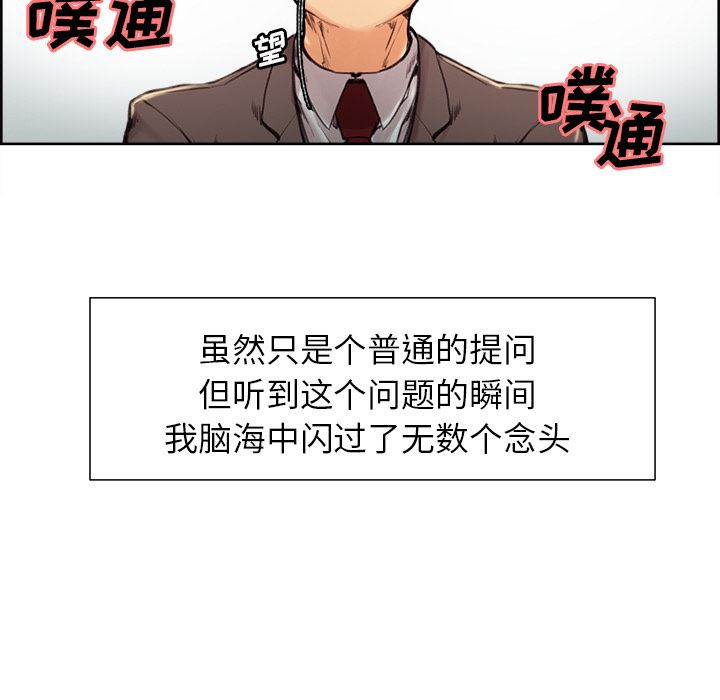 噗通
望
噗通
虽然只是个普通的提问
但听到这个问题的瞬间
我脑海中闪过了无数个念头